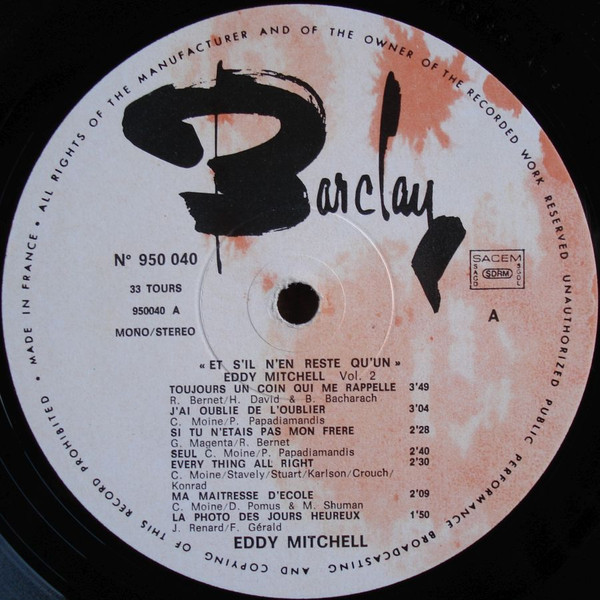 • MADE IN FRANCE • ALL RIGHTS OF THE MANUFACTURER AND OF THE OWNER OF THE RECORDED WORK RESERVED UNAUTHORIZED PUBLIC PERFORMANCE BROADCASTING AND COPYING OF THIS RECORD PROHIBITED
Barclay
N° 950 040
33 TOURS
950040 A
MONO/STEREO
SACEM
SACD SDRM SGDL
A
« ET S'IL N'EN RESTE QU'UN »
EDDY MITCHELL Vol. 2
TOUJOURS UN COIN QUI ME RAPPELLE 3'49
R. Bernet/H. David & B. Bacharach
J'AI OUBLIE DE L'OUBLIER 3'04
C. Moine/P. Papadiamandis
SI TU N'ETAIS PAS MON FRERE 2'28
G. Magenta/R. Bernet
SEUL C. Moine/P. Papadiamandis 2'40
EVERY THING ALL RIGHT 2'30
C. Moine/Stavely/Stuart/Karlson/Crouch/
Konrad
MA MAITRESSE D'ECOLE 2'09
C. Moine/D. Pomus & M. Shuman
LA PHOTO DES JOURS HEUREUX 1'50
J. Renard/F. Gérald
EDDY MITCHELL